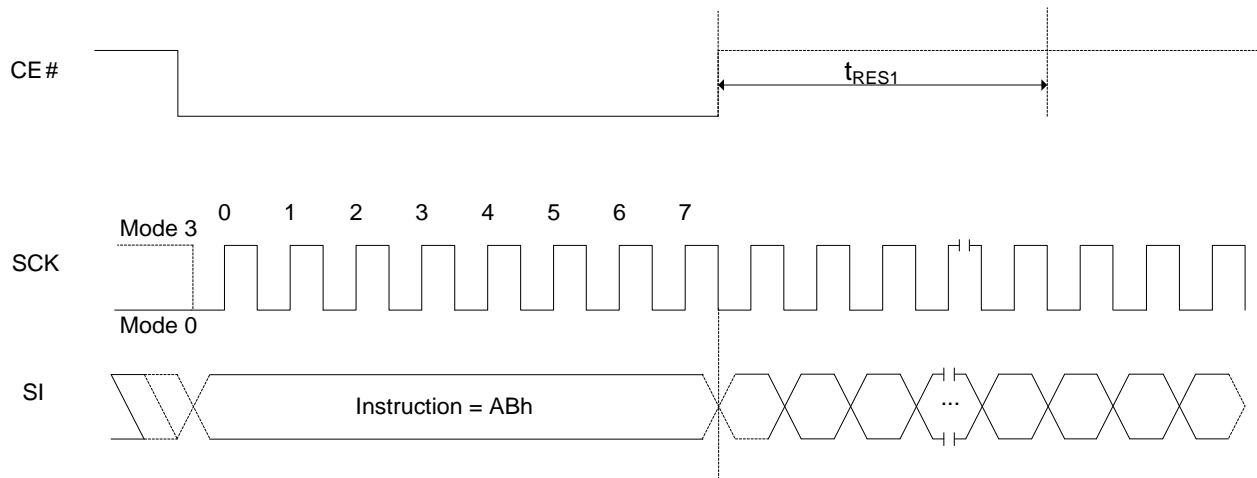 CE#
tRES1
0 1 2 3 4 5 6 7
Mode 3
SCK
Mode 0
SI
Instruction = ABh
...